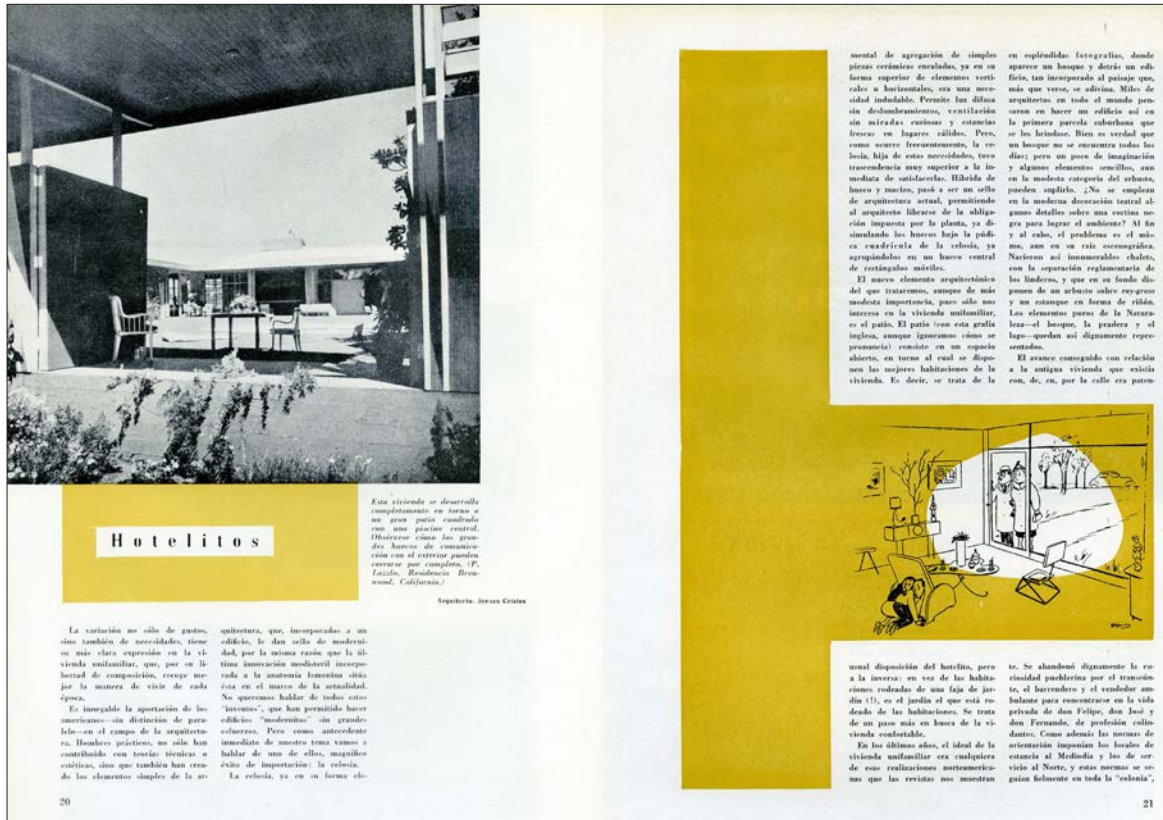 Hotelitos
Esta vivienda se desarrolla
completamente en torno a
un gran patio cuadrado
con una piscina central.
Obsérvese cómo los gran-
des huecos de comunica-
ción con el exterior pueden
cerrarse por completo. (P.
Lazzlo. Residencia Bren-
wood. California.)
Arquitecto: Jenaro Cristos
La variación no sólo de gustos,
sino también de necesidades, tiene
su más clara expresión en la vi-
vienda unifamiliar, que, por su li-
bertad de composición, recoge me-
jor la manera de vivir de cada
época.
Es innegable la aportación de los
americanos—sin distinción de para-
lelo—en el campo de la arquitectu-
ra. Hombres prácticos, no sólo han
contribuido con teorías técnicas o
estéticas, sino que también han crea-
do los elementos simples de la ar-
quitectura, que, incorporados a un
edificio, le dan sello de moderni-
dad, por la misma razón que la úl-
tima innovación modisteril incorpo-
rada a la anatomía femenina sitúa
ésta en el marco de la actualidad.
No queremos hablar de todos estos
"inventos", que han permitido hacer
edificios "modernitos" sin grandes
esfuerzos. Pero como antecedente
inmediato de nuestro tema vamos a
hablar de uno de ellos, magnífico
éxito de importación: la celosía.
La celosía, ya en su forma ele-
20
mental de agregación de simples
piezas cerámicas encaladas, ya en su
forma superior de elementos verti-
cales u horizontales, era una nece-
sidad indudable. Permite luz difusa
sin deslumbramientos, ventilación
sin miradas curiosas y estancias
frescas en lugares cálidos. Pero,
como ocurre frecuentemente, la ce-
losía, hija de estas necesidades, tuvo
trascendencia muy superior a la in-
mediata de satisfacerlas. Híbrida de
hueco y macizo, pasó a ser un sello
de arquitectura actual, permitiendo
al arquitecto librarse de la obliga-
ción impuesta por la planta, ya di-
simulando los huecos bajo la púdi-
ca cuadrícula de la celosía, ya
agrupándolos en un hueco central
de rectángulos móviles.
El nuevo elemento arquitectónico
del que trataremos, aunque de más
modesta importancia, pues sólo nos
interesa en la vivienda unifamiliar,
es el patio. El patio (con esta grafía
inglesa, aunque ignoramos cómo se
pronuncia) consiste en un espacio
abierto, en torno al cual se dispo-
nen las mejores habitaciones de la
vivienda. Es decir, se trata de la
usual disposición del hotelito, pero
a la inversa: en vez de las habita-
ciones rodeadas de una faja de jar-
dín (!), es el jardín el que está ro-
deado de las habitaciones. Se trata
de un paso más en busca de la vi-
vienda confortable.
En los últimos años, el ideal de la
vivienda unifamiliar era cualquiera
de esas realizaciones norteamerica-
nas que las revistas nos muestran
en espléndidas fotografías, donde
aparece un bosque y detrás un edi-
ficio, tan incorporado al paisaje que,
más que verse, se adivina. Miles de
arquitectos en todo el mundo pen-
saron en hacer un edificio así en
la primera parcela suburbana que
se les brindase. Bien es verdad que
un bosque no se encuentra todos los
días; pero un poco de imaginación
y algunos elementos sencillos, aun
en la modesta categoría del arbusto,
pueden suplirlo. ¿No se emplean
en la moderna decoración teatral al-
gunos detalles sobre una cortina ne-
gra para lograr el ambiente? Al fin
y al cabo, el problema es el mis-
mo, aun en su raíz escenográfica.
Nacieron así innumerables chalets,
con la separación reglamentaria de
los linderos, y que en su fondo dis-
ponen de un arbusto sobre ray-grass
y un estanque en forma de riñón.
Los elementos puros de la Natura-
leza—el bosque, la pradera y el
lago—quedan así dignamente repre-
sentados.
El avance conseguido con relación
a la antigua vivienda que existía
con, de, en, por la calle era paten-
te. Se abandonó dignamente la cu-
riosidad pueblerina por el transeún-
te, el barrendero y el vendedor am-
bulante para concentrarse en la vida
privada de don Felipe, don José y
don Fernando, de profesión colin-
dantes. Como además las normas de
orientación imponían los locales de
estancia al Mediodía y los de ser-
vicio al Norte, y estas normas se se-
guían fielmente en toda la "colonia",
21